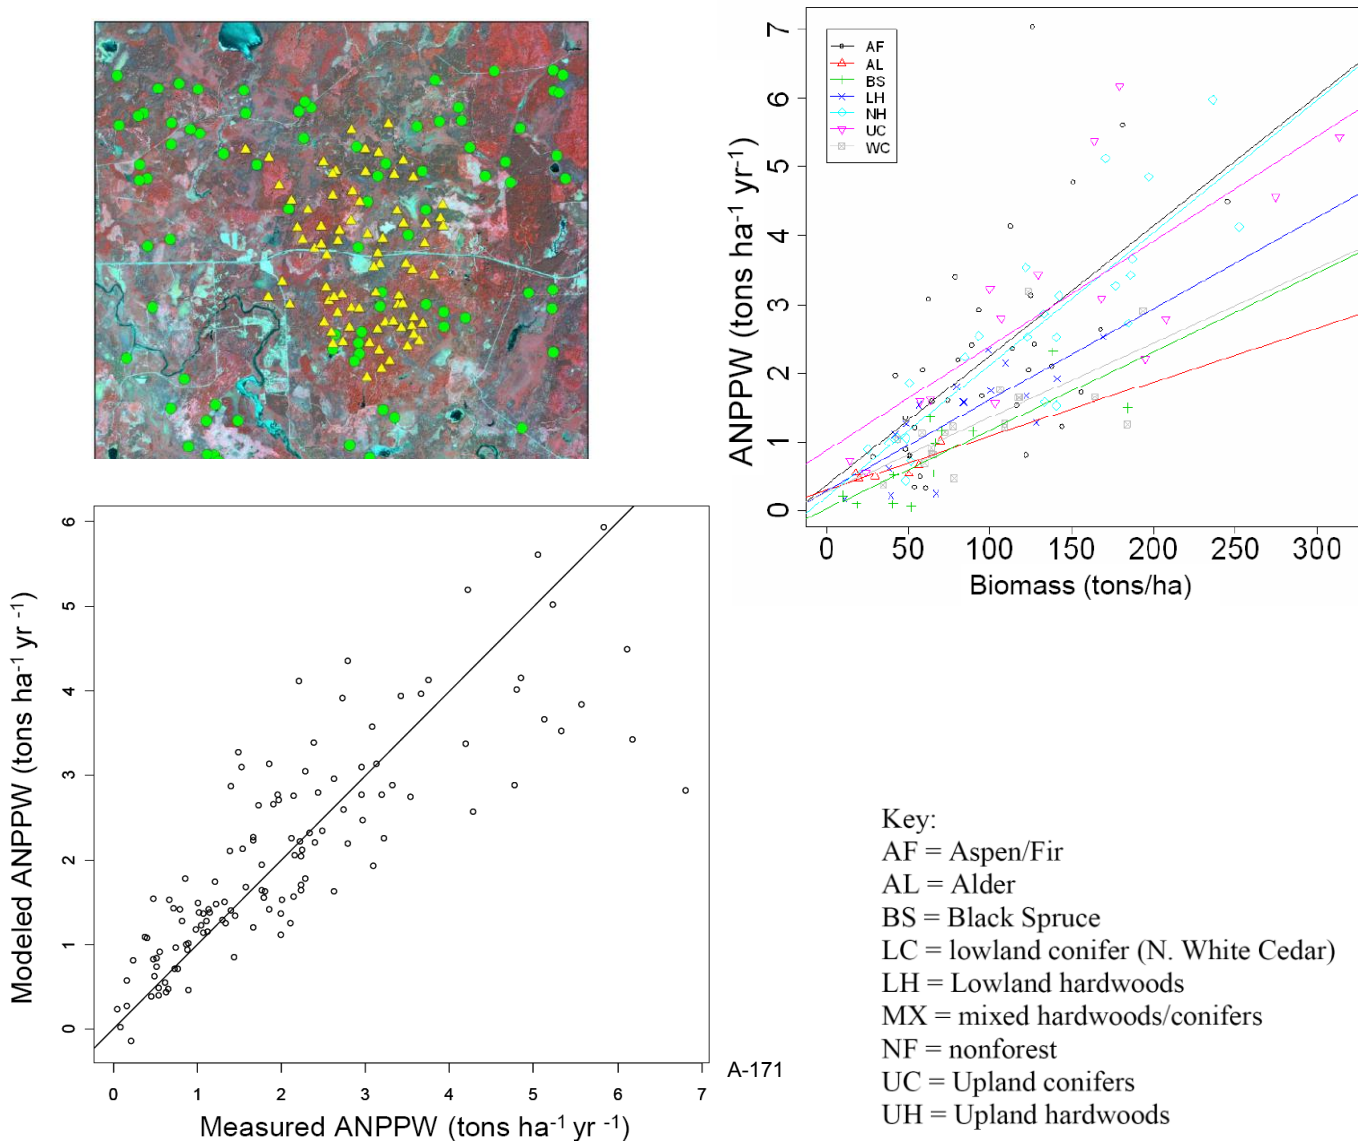 7
6
5
4
3
2
1
0
ANPPW (tons ha-1 yr-1)
AF
AL
BS
LH
NH
UC
WC
0 50 100 150 200 250 300
Biomass (tons/ha)
6
5
4
3
2
1
0
Modeled ANPPW (tons ha-1 yr -1)
0 1 2 3 4 5 6 7
Measured ANPPW (tons ha-1 yr -1)
A-171
Key:
AF = Aspen/Fir
AL = Alder
BS = Black Spruce
LC = lowland conifer (N. White Cedar)
LH = Lowland hardwoods
MX = mixed hardwoods/conifers
NF = nonforest
UC = Upland conifers
UH = Upland hardwoods